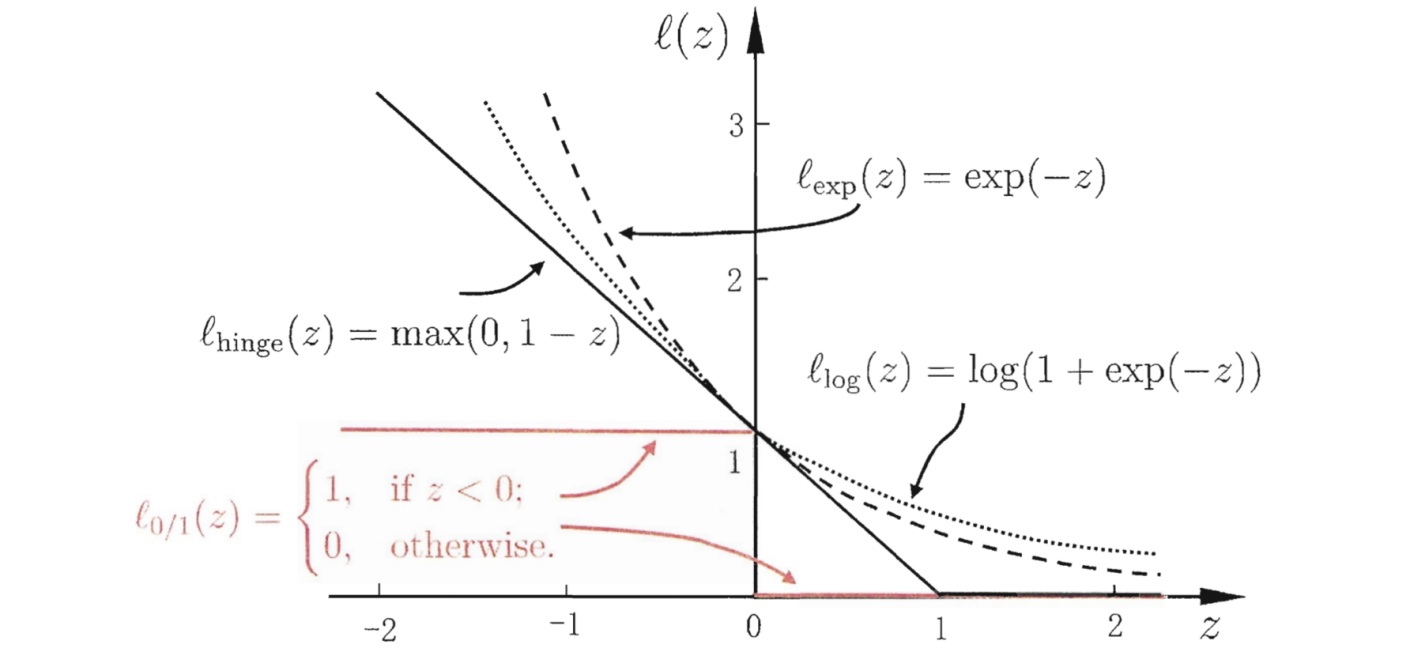 ℓ(z)
3
ℓ_exp(z) = exp(−z)
2
ℓ_hinge(z) = max(0, 1 − z)
ℓ_log(z) = log(1 + exp(−z))
1
ℓ_0/1(z) = { 1, if z < 0;
0, otherwise.
−2 −1 0 1 2 z